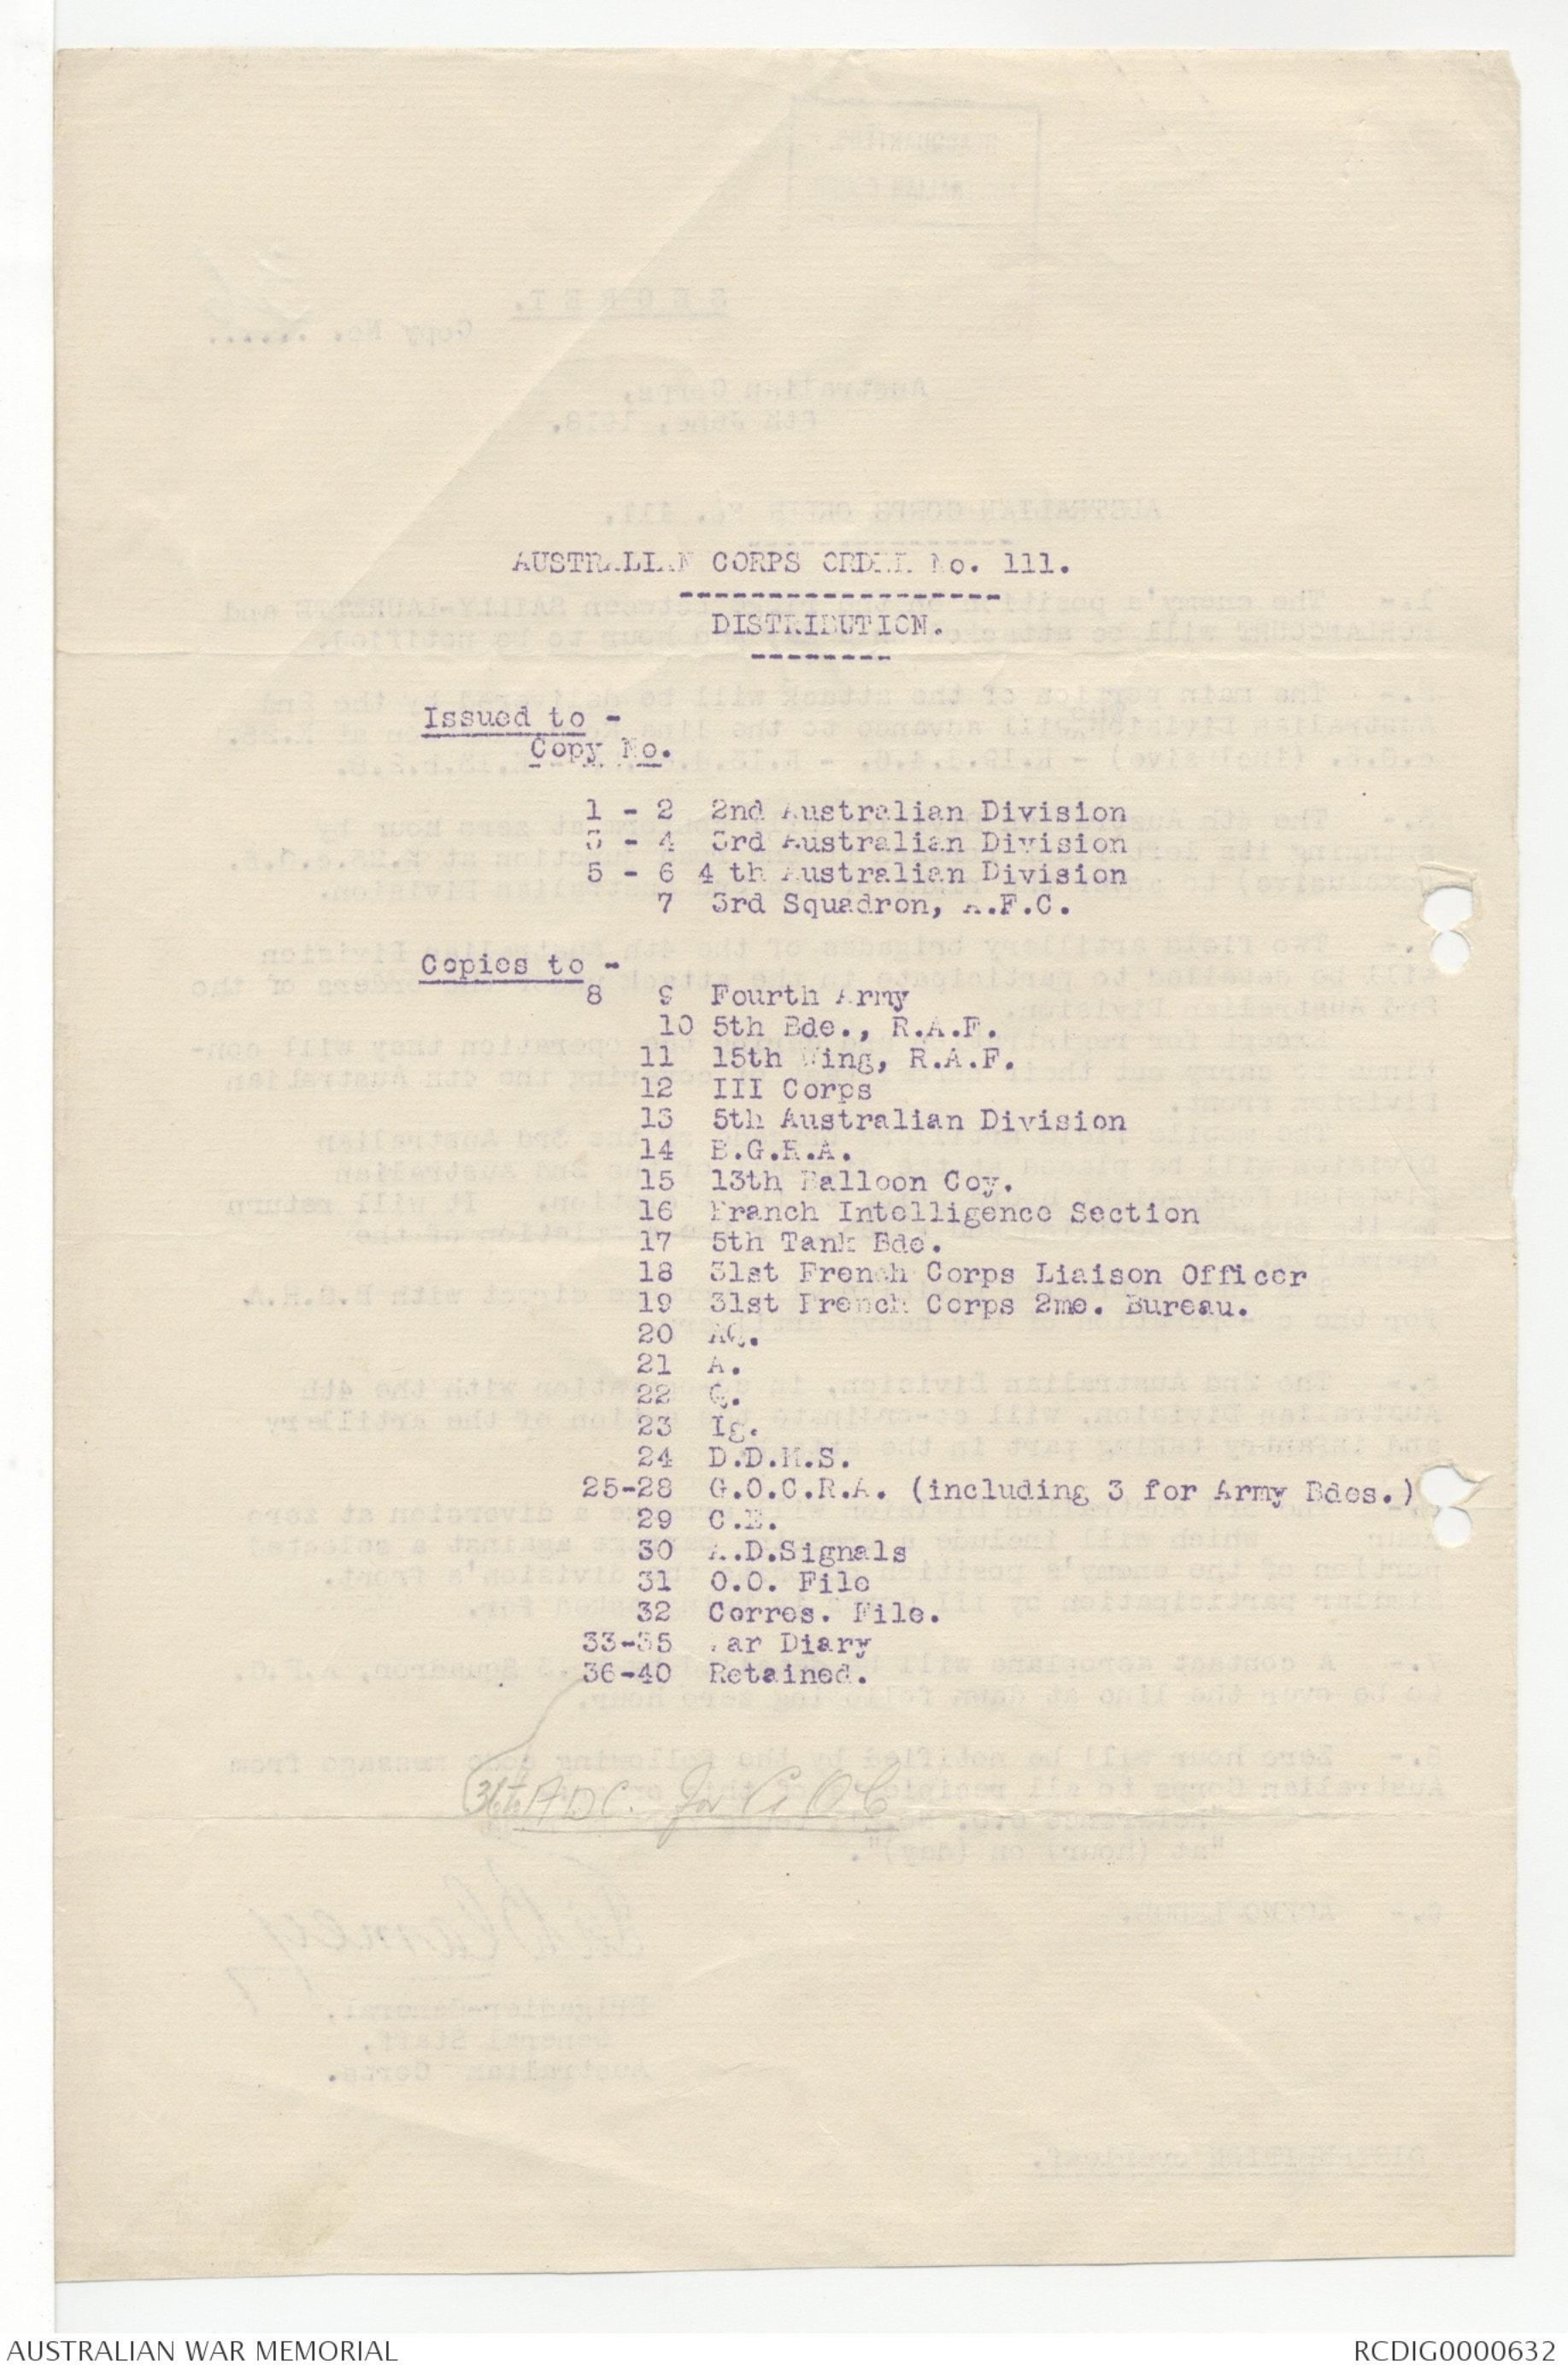 AUSTRALIAN CORPS ORDER No. 111.
DISTRIBUTION.
Issued to -
Copy No.
1 - 2 2nd Australian Division
3 - 4 3rd Australian Division
5 - 6 4 th Australian Division
7 3rd Squadron, A.F.C.
Copies to -
8 9 Fourth Army
10 5th Bde., R.A.F.
11 15th Wing, R.A.F.
12 III Corps
13 5th Australian Division
14 B.G.H.A.
15 13th Balloon Coy.
16 Branch Intelligence Section
17 5th Tank Bde.
18 31st French Corps Liaison Officer
19 31st French Corps 2me. Bureau.
20 AQ.
21 A.
22 Q.
23 Ig.
24 D.D.M.S.
25-28 G.O.C.R.A. (including 3 for Army Bdes.)
29 C.E.
30 A.D.Signals
31 O.O. File
32 Corres. File.
33-35 War Diary
36-40 Retained.
36 to ADC. for G O C
AUSTRALIAN WAR MEMORIAL
RCDIG0000632